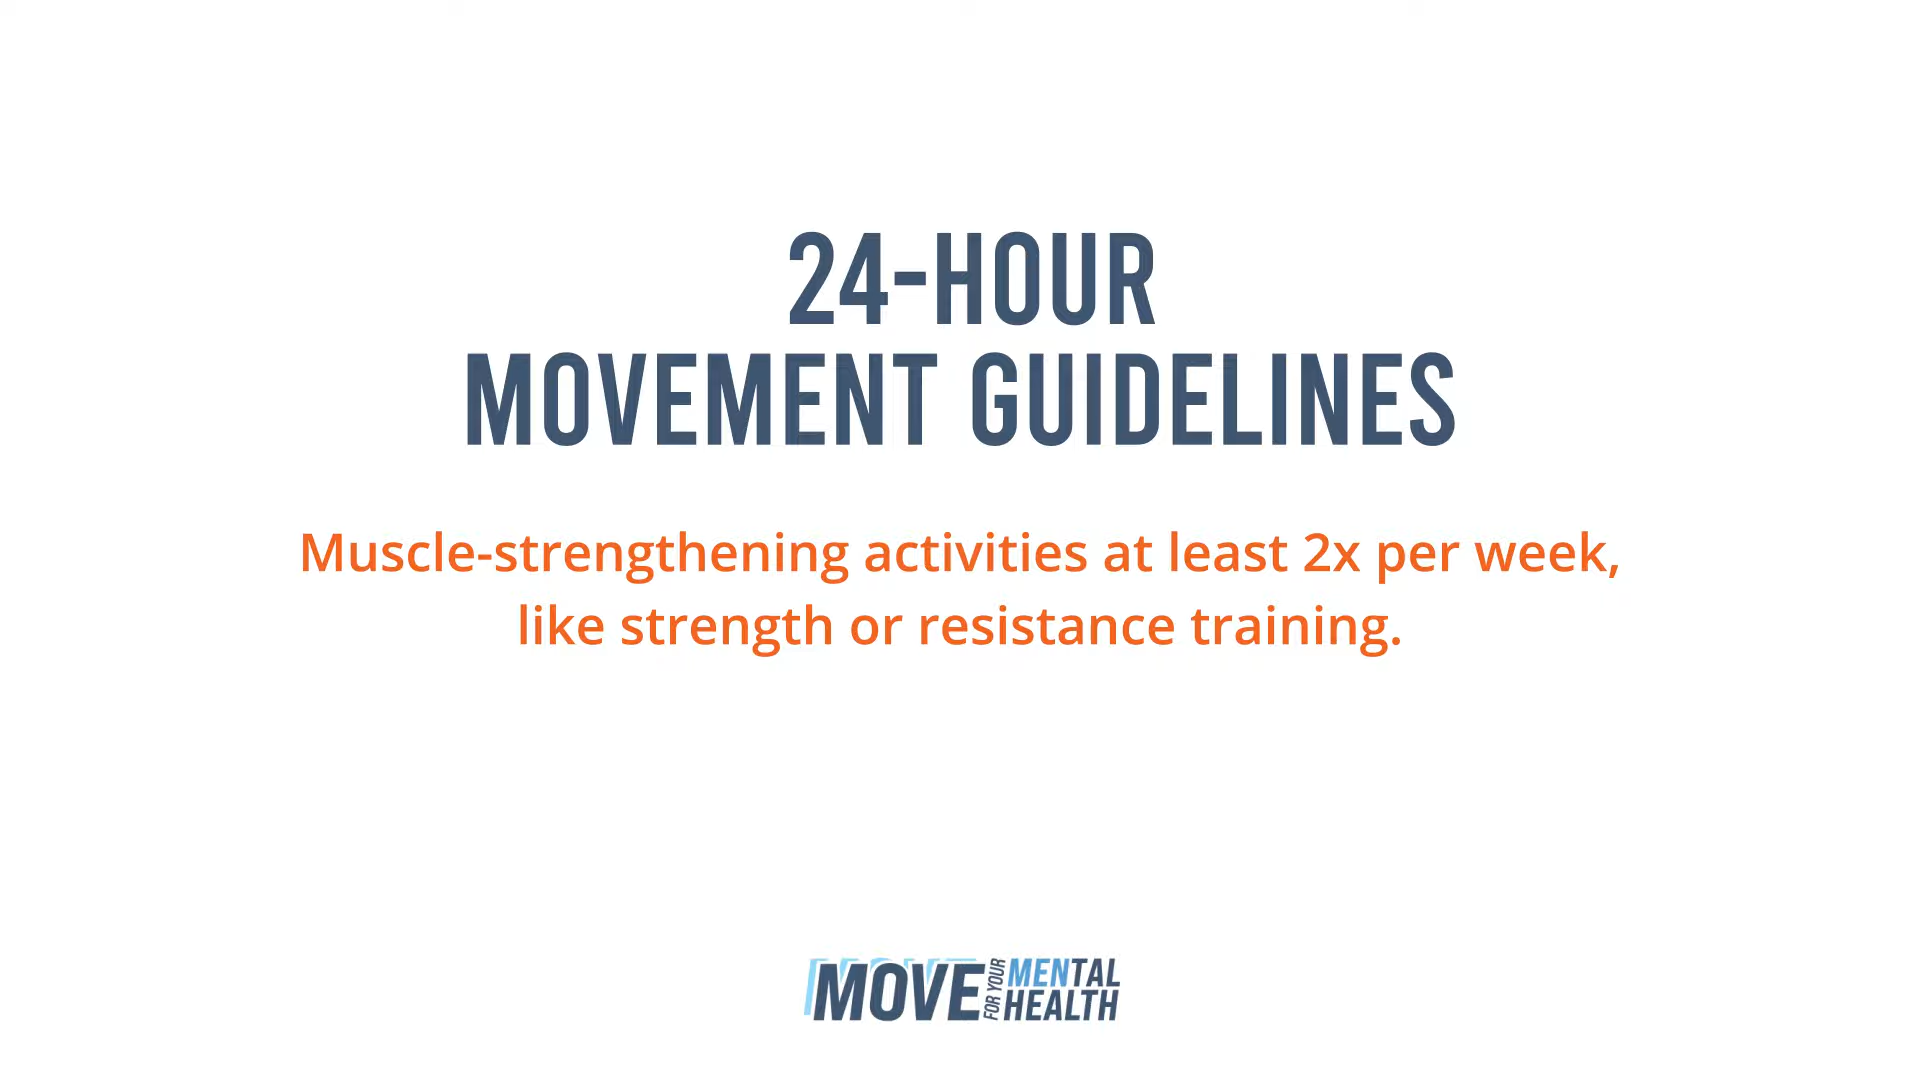 24-HOUR
MOVEMENT GUIDELINES
Muscle-strengthening activities at least 2x per week,
like strength or resistance training.
MOVE FOR YOUR MENTAL HEALTH